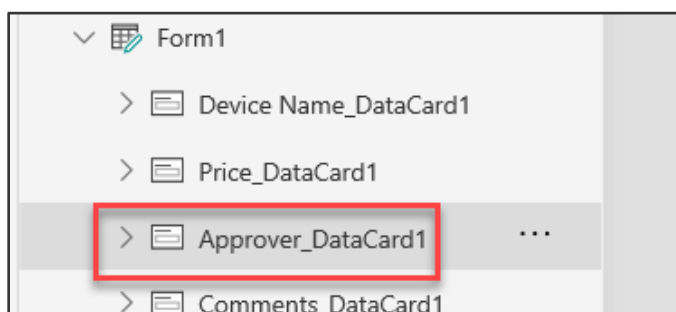 Form1
Device Name_DataCard1
Price_DataCard1
Approver_DataCard1
Comments_DataCard1